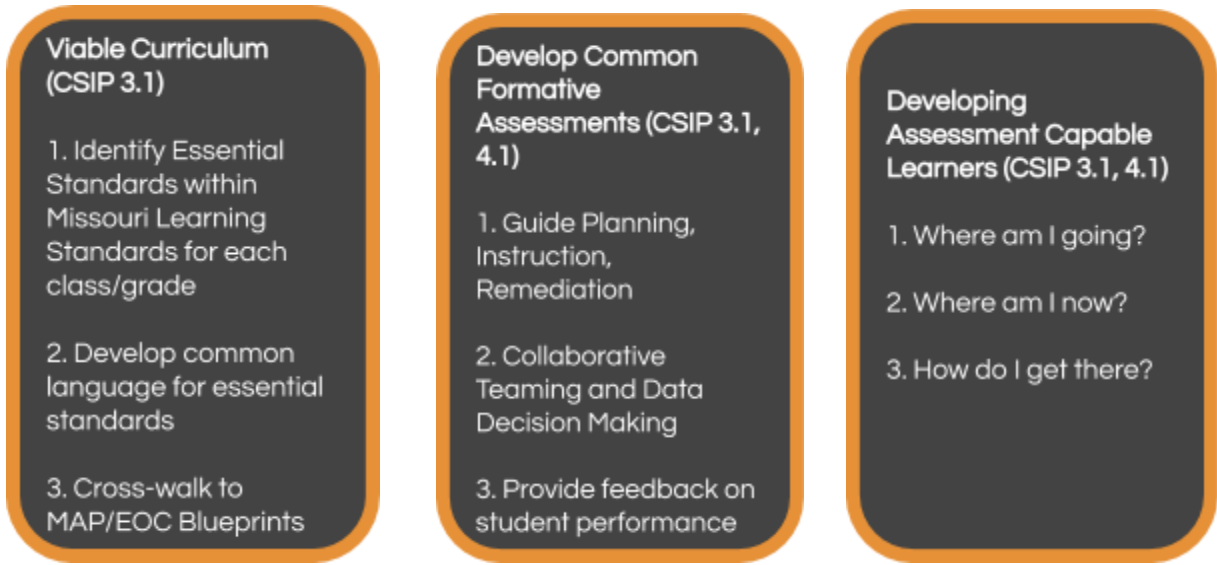 Viable Curriculum
(CSIP 3.1)
1. Identify Essential
Standards within
Missouri Learning
Standards for each
class/grade
2. Develop common
language for essential
standards
3. Cross-walk to
MAP/EOC Blueprints
Develop Common
Formative
Assessments (CSIP 3.1,
4.1)
1. Guide Planning,
Instruction,
Remediation
2. Collaborative
Teaming and Data
Decision Making
3. Provide feedback on
student performance
Developing
Assessment Capable
Learners (CSIP 3.1, 4.1)
1. Where am I going?
2. Where am I now?
3. How do I get there?